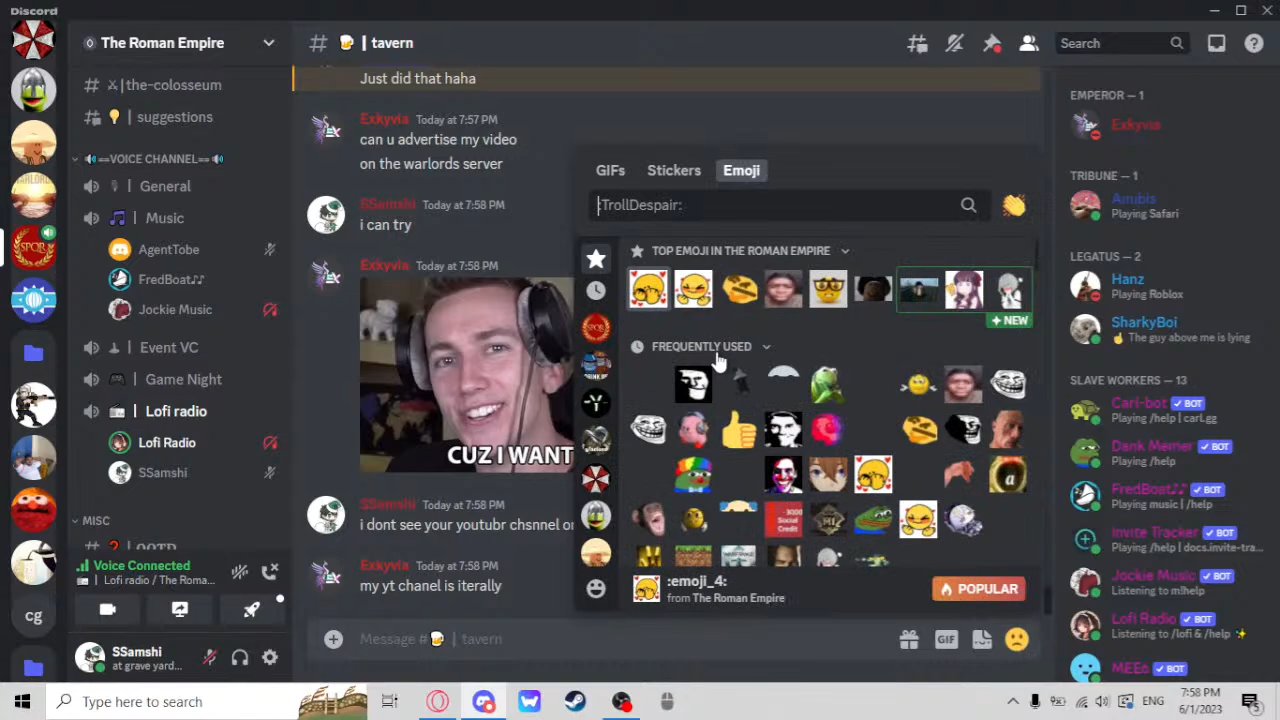 Discord
The Roman Empire
# | tavern
Search
# ⚔|the-colosseum
| suggestions
==VOICE CHANNEL==
| General
| Music
AgentTobe
FredBoat♪♪
Jockie Music
| Event VC
| Game Night
| Lofi radio
Lofi Radio
SSamshi
MISC
cg
Voice Connected
Lofi radio / The Roma...
SSamshi
at grave yard...
Just did that haha
Exkyvia Today at 7:57 PM
can u advertise my video
on the warlords server
SSamshi Today at 7:58 PM
i can try
Exkyvia Today at 7:58 PM
CUZ I WANT
SSamshi Today at 7:58 PM
i dont see your youtubr chsnnel
Exkyvia Today at 7:58 PM
my yt chanel is iterally
Message # | tavern
GIF
GIFs Stickers Emoji
:TrollDespair:
TOP EMOJI IN THE ROMAN EMPIRE
NEW
FREQUENTLY USED
Social
Credit
:emoji_4:
from The Roman Empire
POPULAR
EMPEROR — 1
Exkyvia
TRIBUNE — 1
Anubis
Playing Safari
LEGATUS — 2
Hanz
Playing Roblox
SharkyBoi
The guy above me is lying
SLAVE WORKERS — 13
Carl-bot ✓ BOT
Playing /help | carl.gg
Dank Memer ✓ BOT
Playing /help
FredBoat♪♪ ✓ BOT
Playing music | /help
Invite Tracker ✓ BOT
Playing /help | docs.invite-tra...
Jockie Music ✓ BOT
Listening to m!help
Lofi Radio ✓ BOT
Listening to /lofi & /help
MEE6 ✓ BOT
Type here to search
ENG
7:58 PM
6/1/2023
5